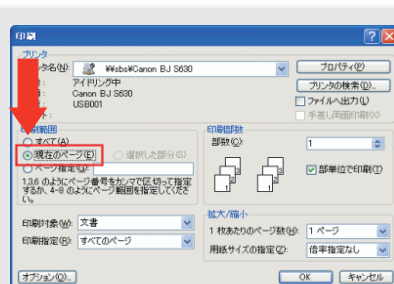 印刷
プリンタ
タ名(N): \\sbs\Canon BJ S630
プロパティ(P)
アイドリング中
プリンタの検索(D)...
Canon BJ S630
USB001
ファイルへ出力(L)
手差し両面印刷(X)
印刷範囲
すべて(A)
現在のページ(E)
選択した部分(S)
ページ指定(G):
1,3,6 のようにページ番号をカンマで区切って指定
するか、4-8 のようにページ範囲を指定してくださ
い。
印刷部数
部数(C): 1
部単位で印刷(T)
印刷対象(W): 文書
印刷指定(R): すべてのページ
拡大/縮小
1 枚あたりのページ数(H): 1 ページ
用紙サイズの指定(Z): 倍率指定なし
オプション(O)...
OK
キャンセル